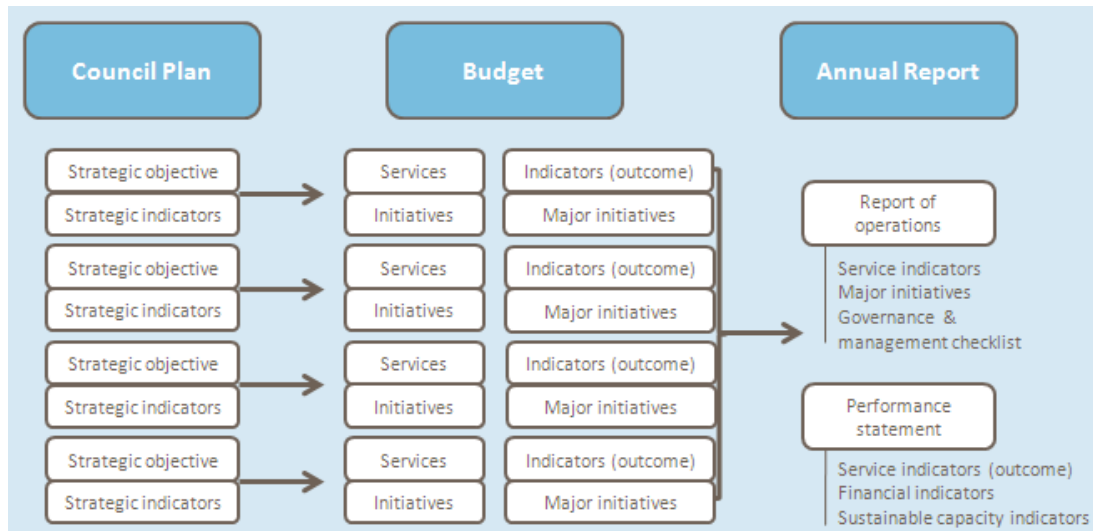 Council Plan
Budget
Annual Report
Strategic objective
Strategic indicators
Services
Initiatives
Indicators (outcome)
Major initiatives
Strategic objective
Strategic indicators
Services
Initiatives
Indicators (outcome)
Major initiatives
Strategic objective
Strategic indicators
Services
Initiatives
Indicators (outcome)
Major initiatives
Strategic objective
Strategic indicators
Services
Initiatives
Indicators (outcome)
Major initiatives
Report of
operations
Service indicators
Major initiatives
Governance &
management checklist
Performance
statement
Service indicators (outcome)
Financial indicators
Sustainable capacity indicators